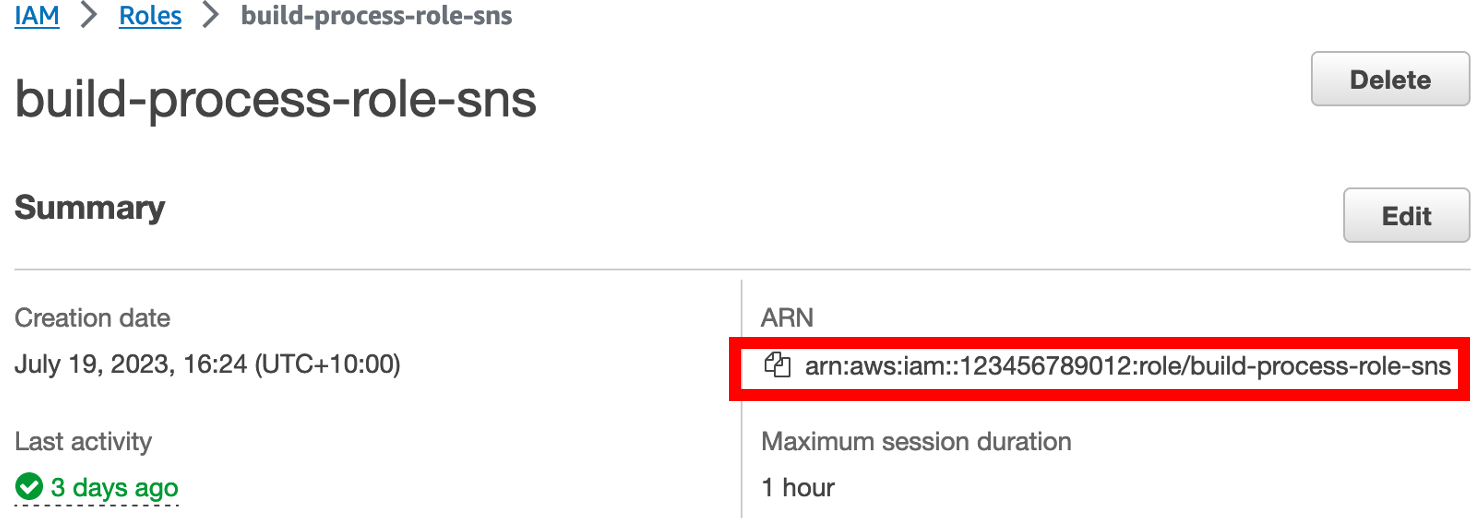 IAM > Roles > build-process-role-sns
build-process-role-sns
Delete
Summary
Edit
Creation date
July 19, 2023, 16:24 (UTC+10:00)
ARN
arn:aws:iam::123456789012:role/build-process-role-sns
Last activity
3 days ago
Maximum session duration
1 hour